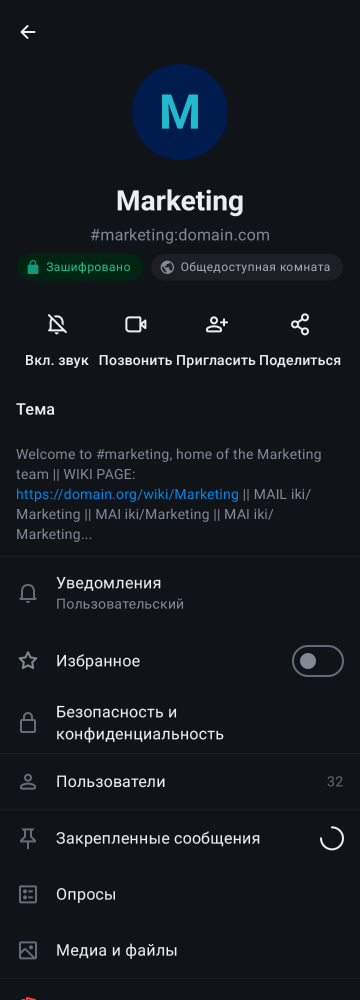 M
Marketing
#marketing:domain.com
Зашифровано Общедоступная комната
Вкл. звук Позвонить Пригласить Поделиться
Тема
Welcome to #marketing, home of the Marketing
team || WIKI PAGE:
https://domain.org/wiki/Marketing || MAIL iki/
Marketing || MAI iki/Marketing || MAI iki/
Marketing...
Уведомления
Пользовательский
Избранное
Безопасность и
конфиденциальность
Пользователи 32
Закрепленные сообщения
Опросы
Медиа и файлы